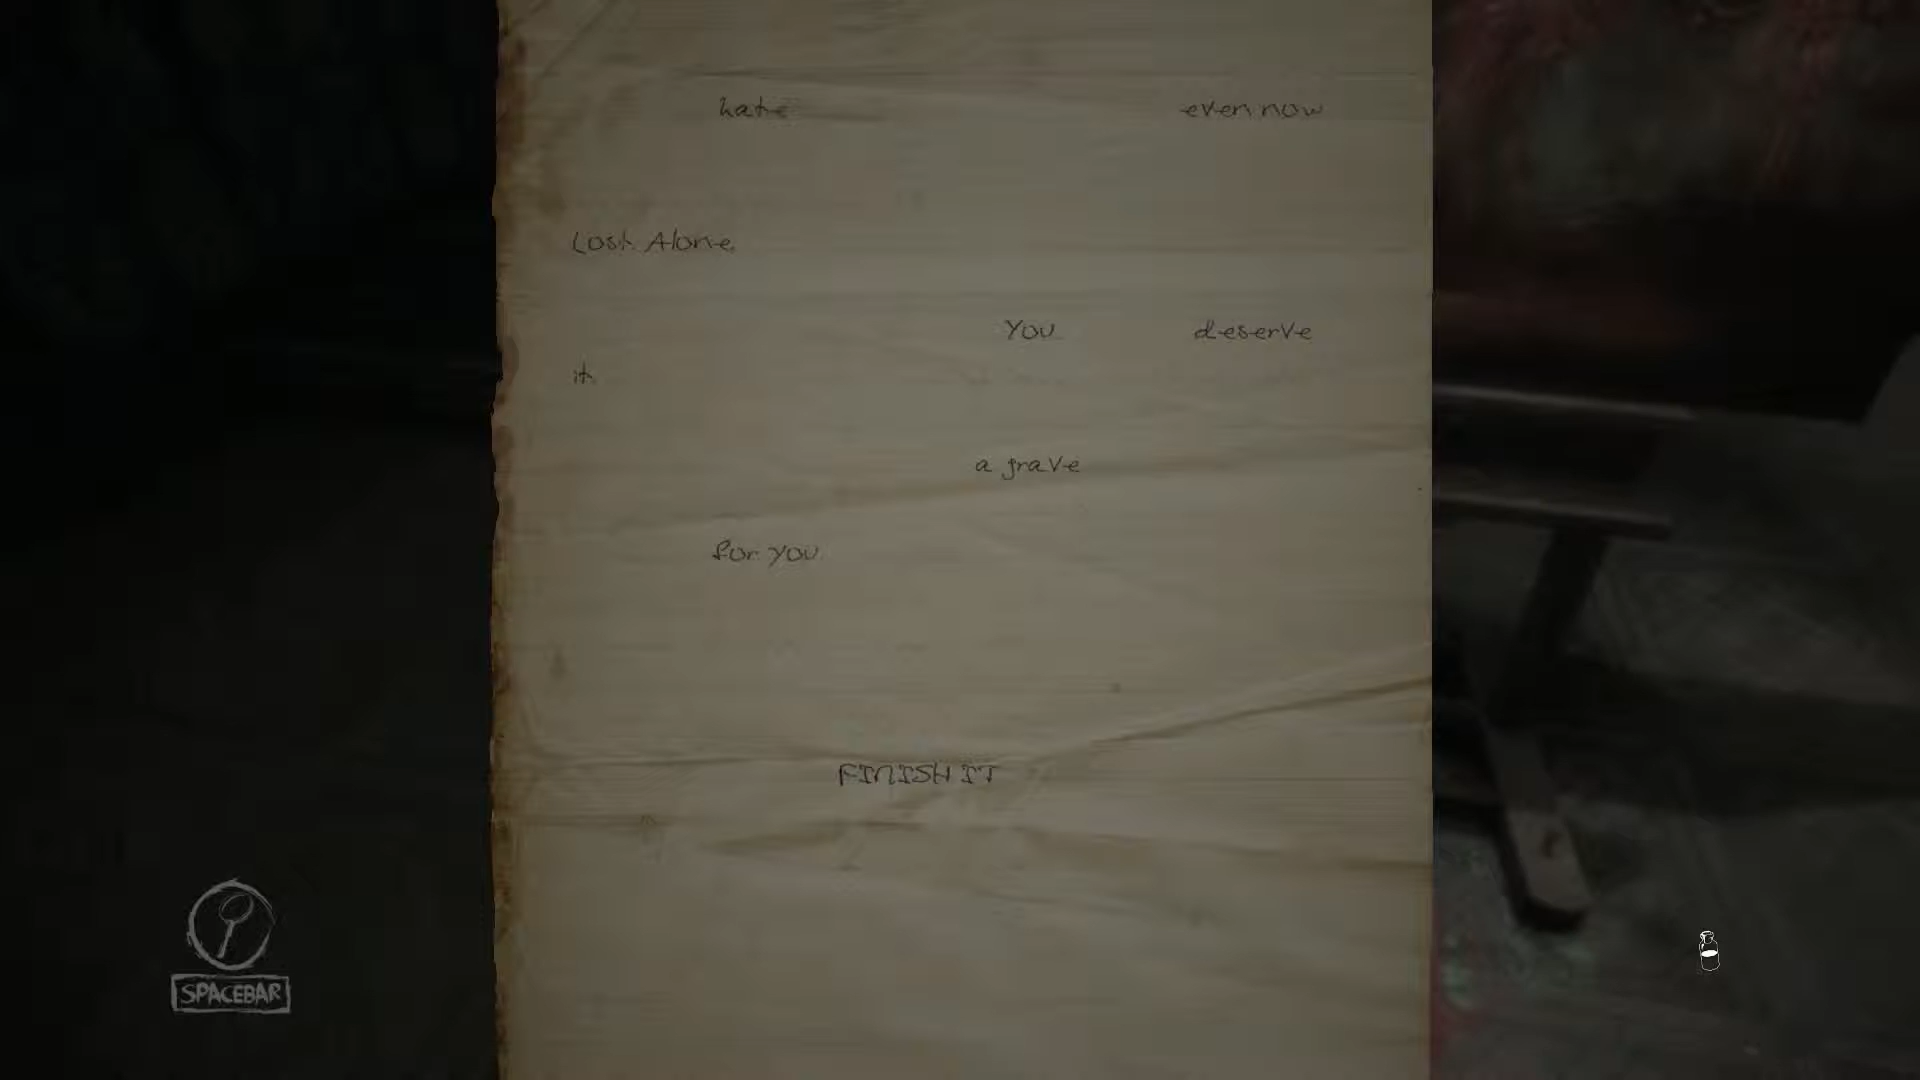 hate even now
Lost. Alone.
You deserve
it.
a grave
for you.
FINISH IT
SPACEBAR